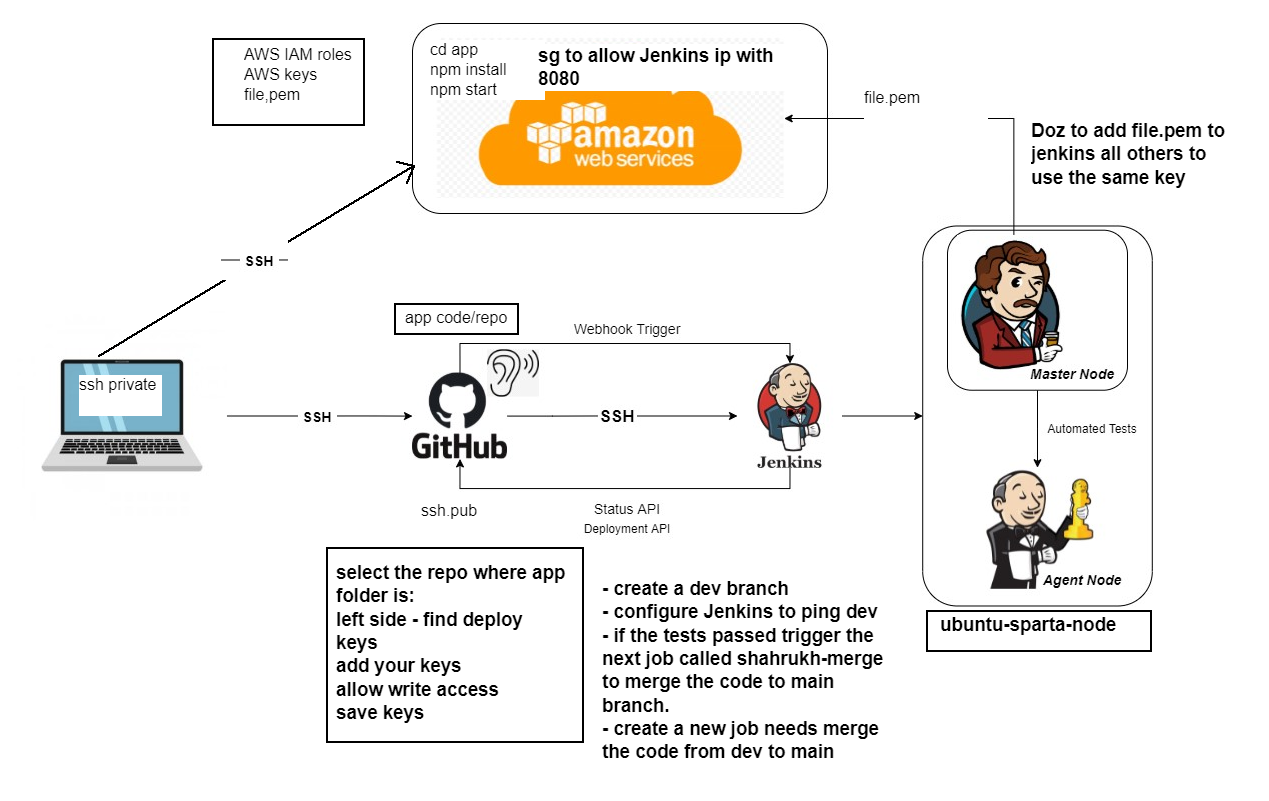 AWS IAM roles
AWS keys
file,pem
cd app
npm install
npm start
sg to allow Jenkins ip with
8080
amazon
web services
file.pem
Doz to add file.pem to
jenkins all others to
use the same key
SSH
ssh private
app code/repo
Webhook Trigger
SSH
GitHub
SSH
Jenkins
Master Node
Automated Tests
Agent Node
ubuntu-sparta-node
ssh.pub
Status API
Deployment API
select the repo where app
folder is:
left side - find deploy
keys
add your keys
allow write access
save keys
- create a dev branch
- configure Jenkins to ping dev
- if the tests passed trigger the
next job called shahrukh-merge
to merge the code to main
branch.
- create a new job needs merge
the code from dev to main